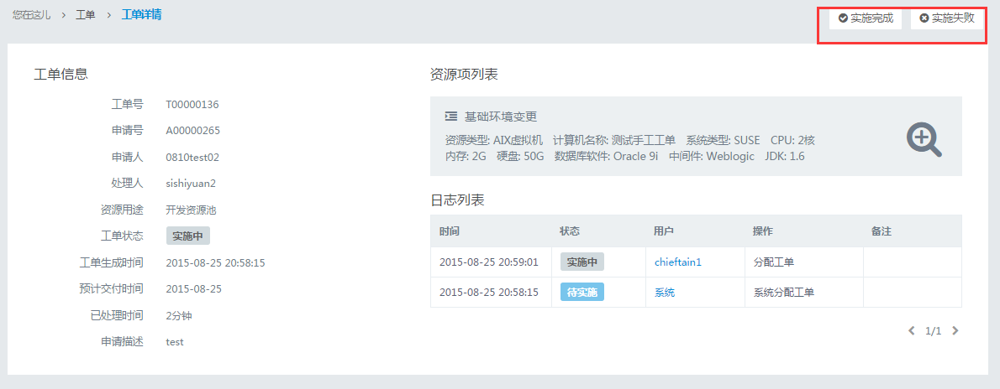 您在这儿 > 工单 > 工单详情
实施完成 实施失败
工单信息
工单号 T00000136
申请号 A00000265
申请人 0810test02
处理人 sishiyuan2
资源用途 开发资源池
工单状态 实施中
工单生成时间 2015-08-25 20:58:15
预计交付时间 2015-08-25
已处理时间 2分钟
申请描述 test
资源项列表
基础环境变更
资源类型: AIX虚拟机 计算机名称: 测试手工工单 系统类型: SUSE CPU: 2核
内存: 2G 硬盘: 50G 数据库软件: Oracle 9i 中间件: Weblogic JDK: 1.6
日志列表
时间 状态 用户 操作 备注
2015-08-25 20:59:01 实施中 chieftain1 分配工单
2015-08-25 20:58:15 待实施 系统 系统分配工单
1/1